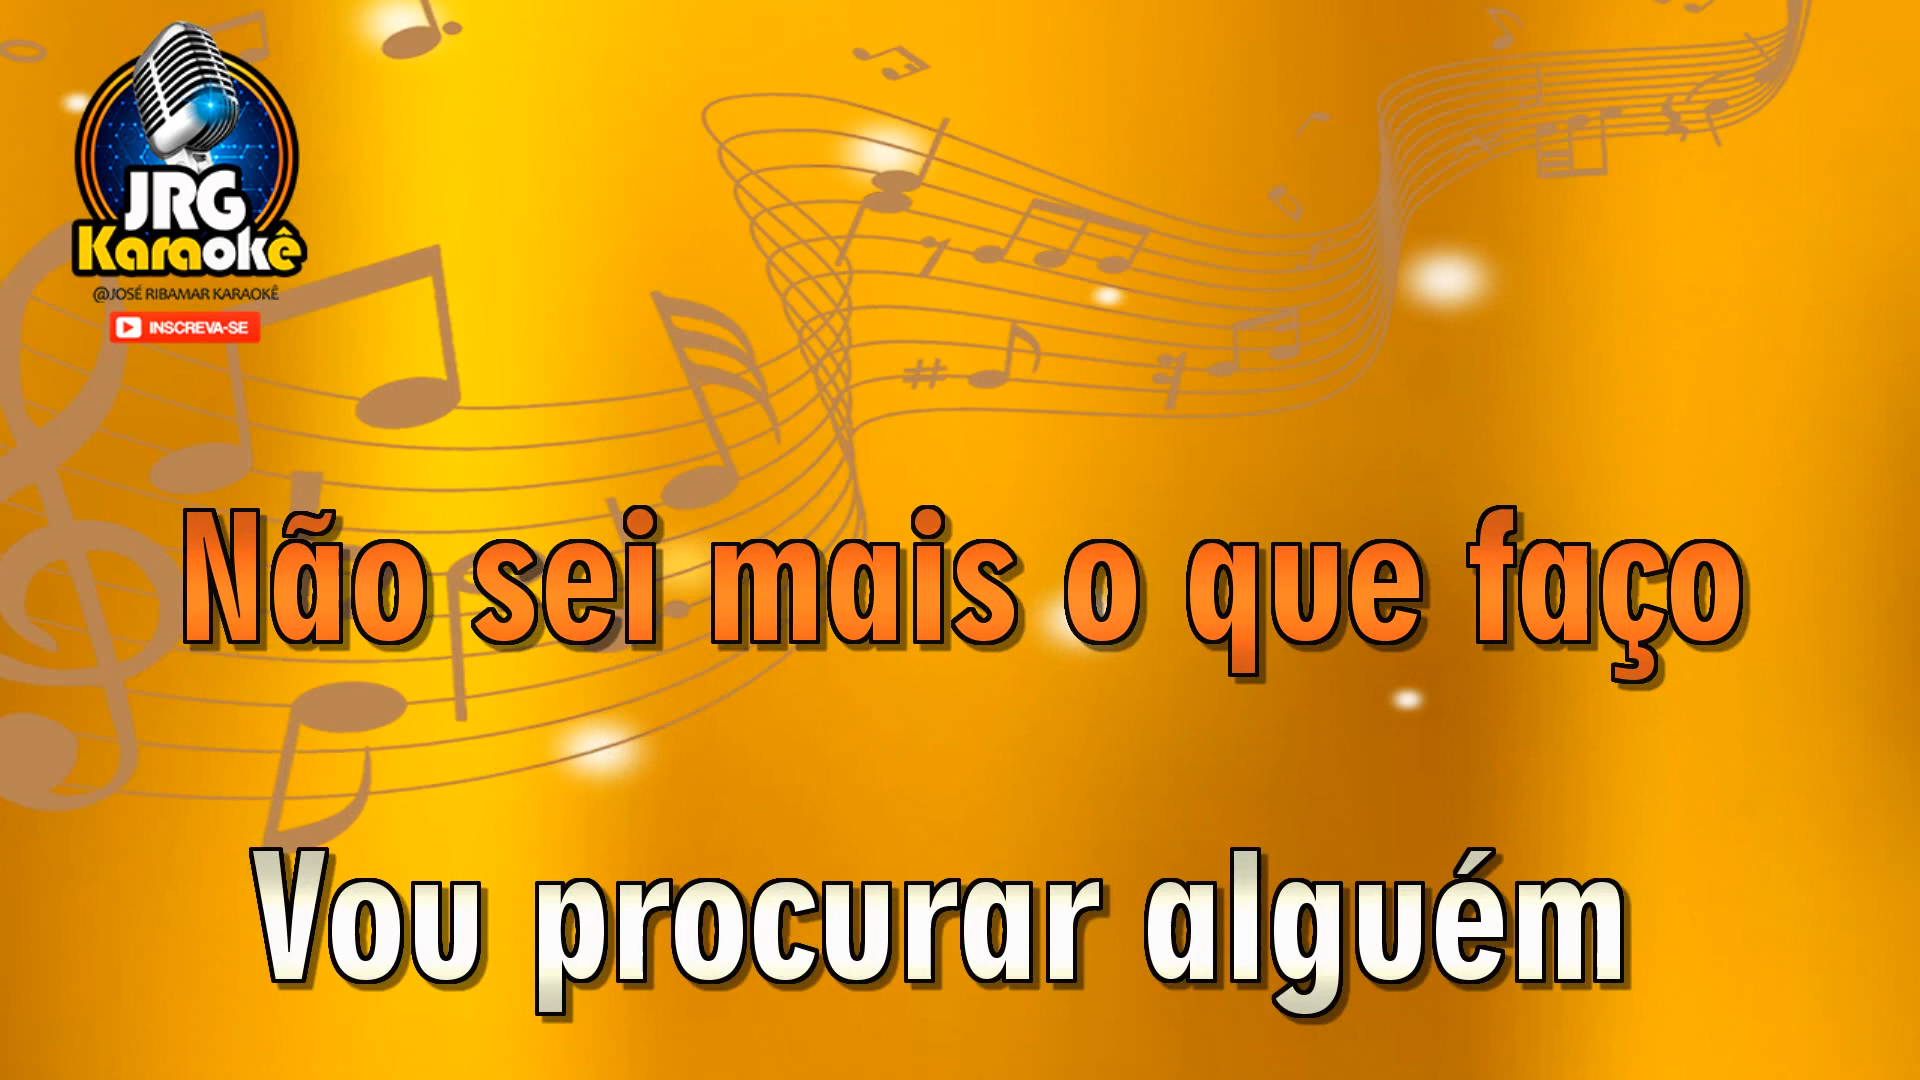 JRG
Karaokê
@JOSÉ RIBAMAR KARAOKÊ
INSCREVA-SE
Não sei mais o que faço
Vou procurar alguém